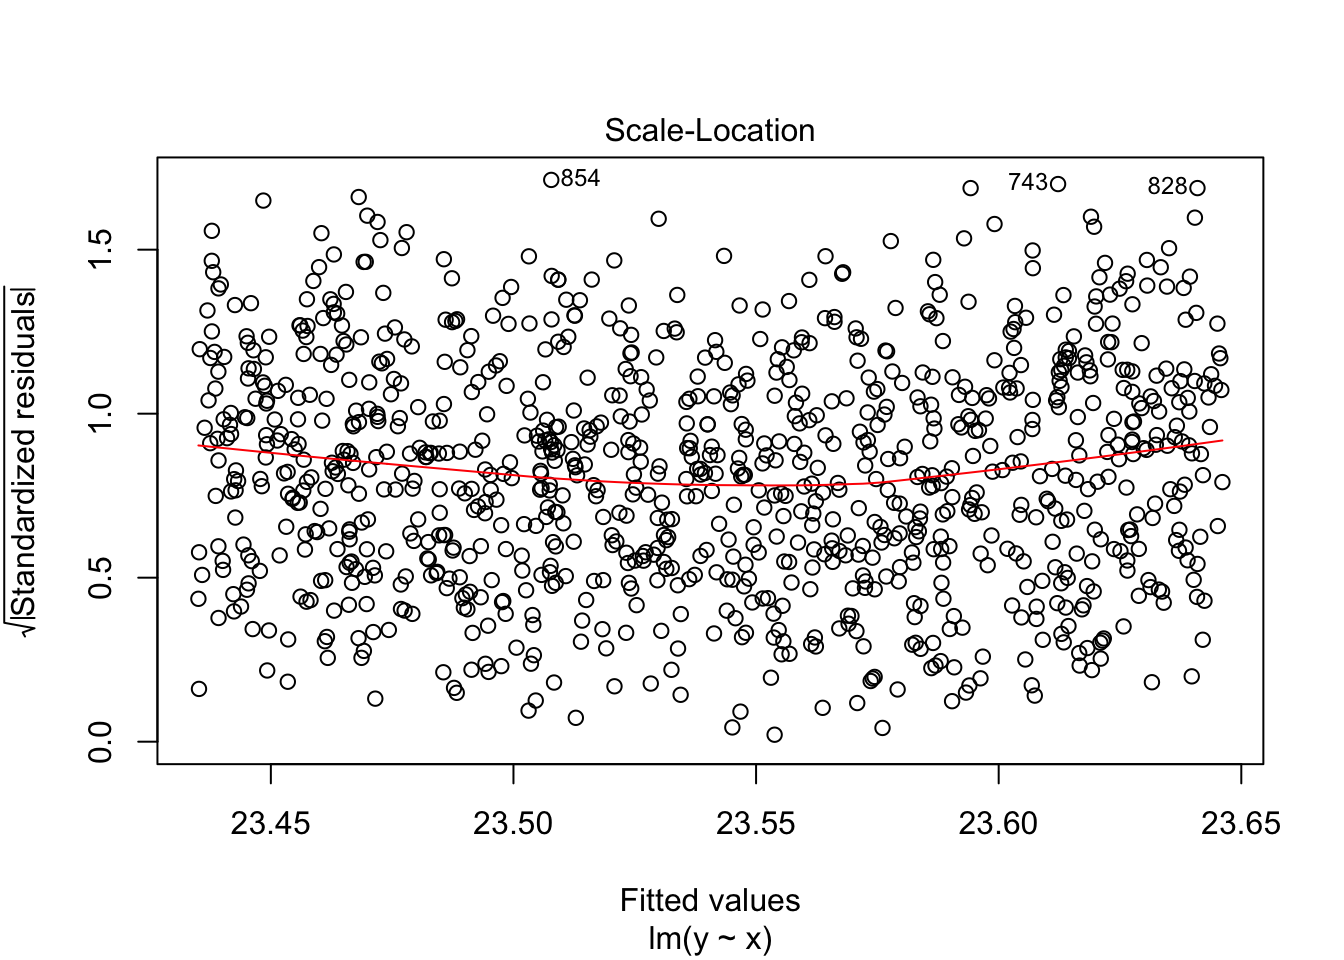 Scale-Location
√|Standardized residuals|
0.0 0.5 1.0 1.5
854
743
828
23.45 23.50 23.55 23.60 23.65
Fitted values
lm(y ~ x)